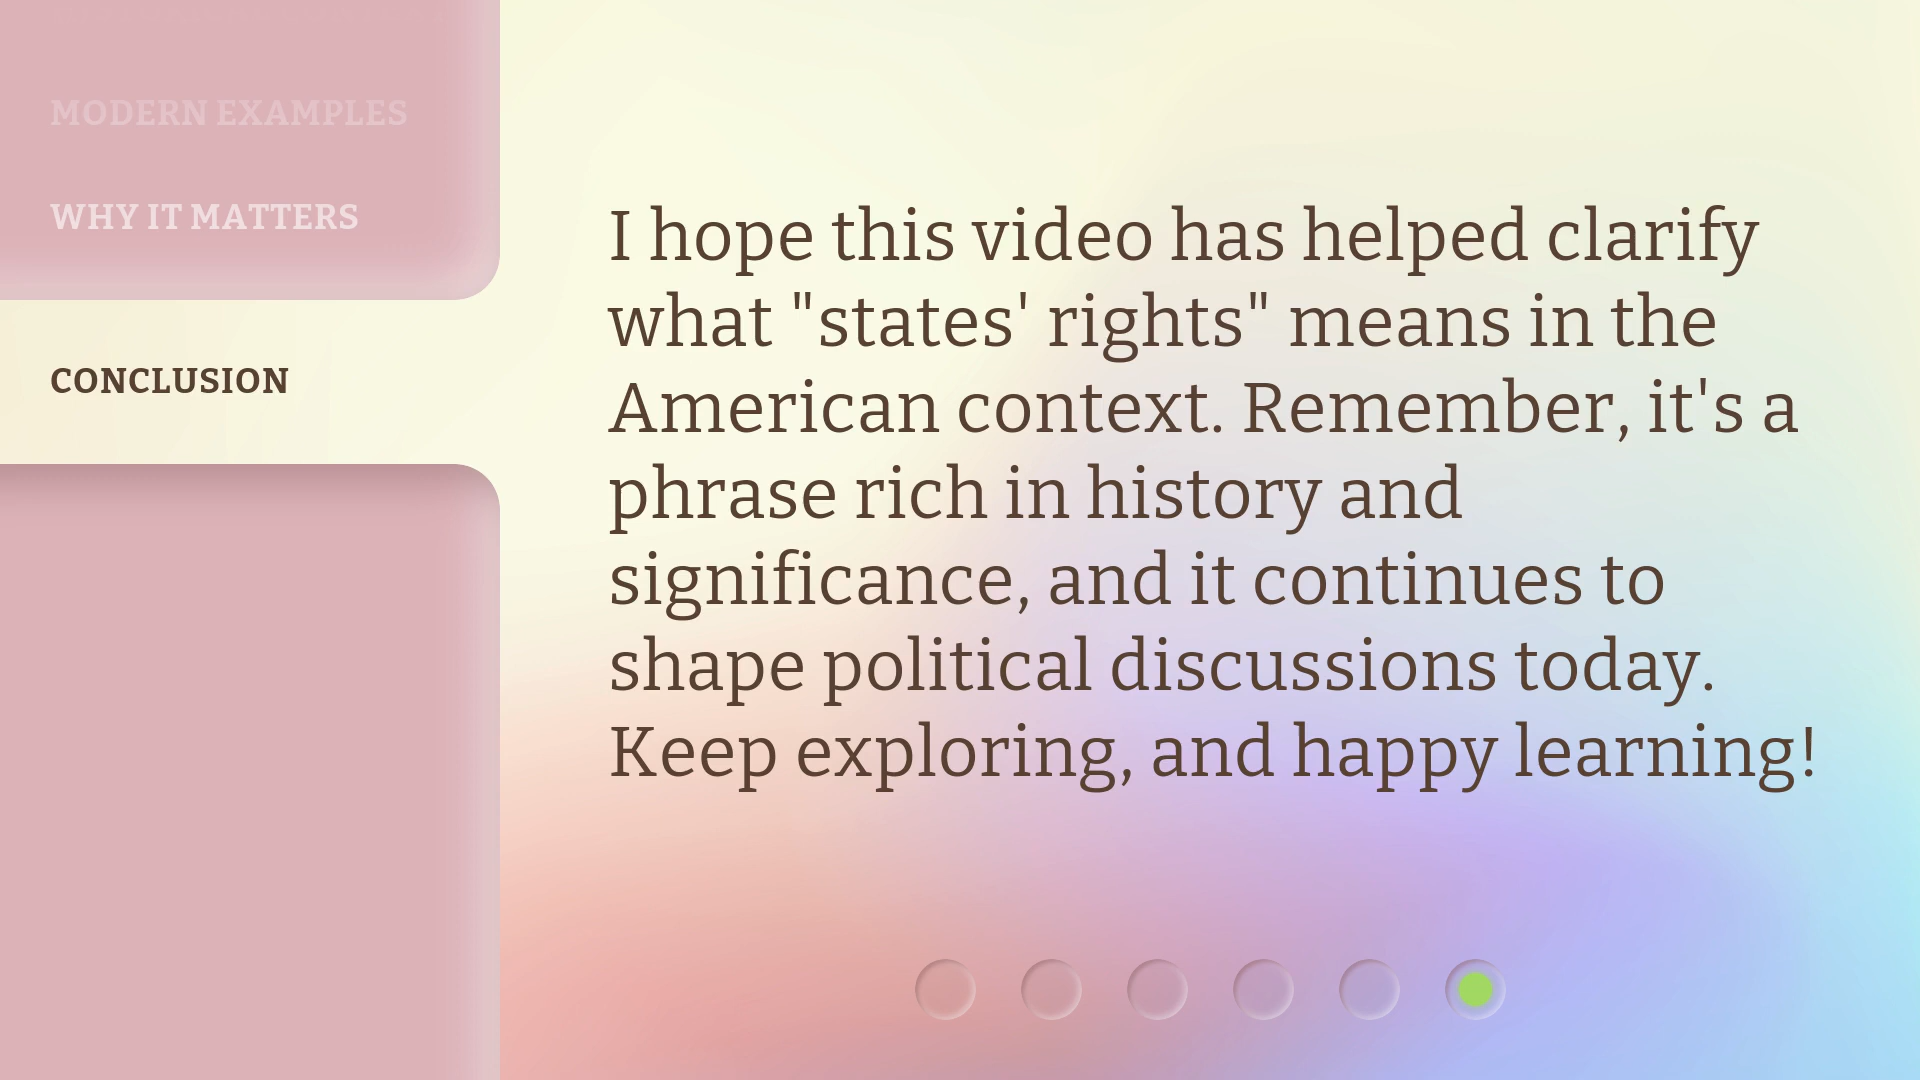 MODERN EXAMPLES
WHY IT MATTERS
CONCLUSION
I hope this video has helped clarify
what "states' rights" means in the
American context. Remember, it's a
phrase rich in history and
significance, and it continues to
shape political discussions today.
Keep exploring, and happy learning!